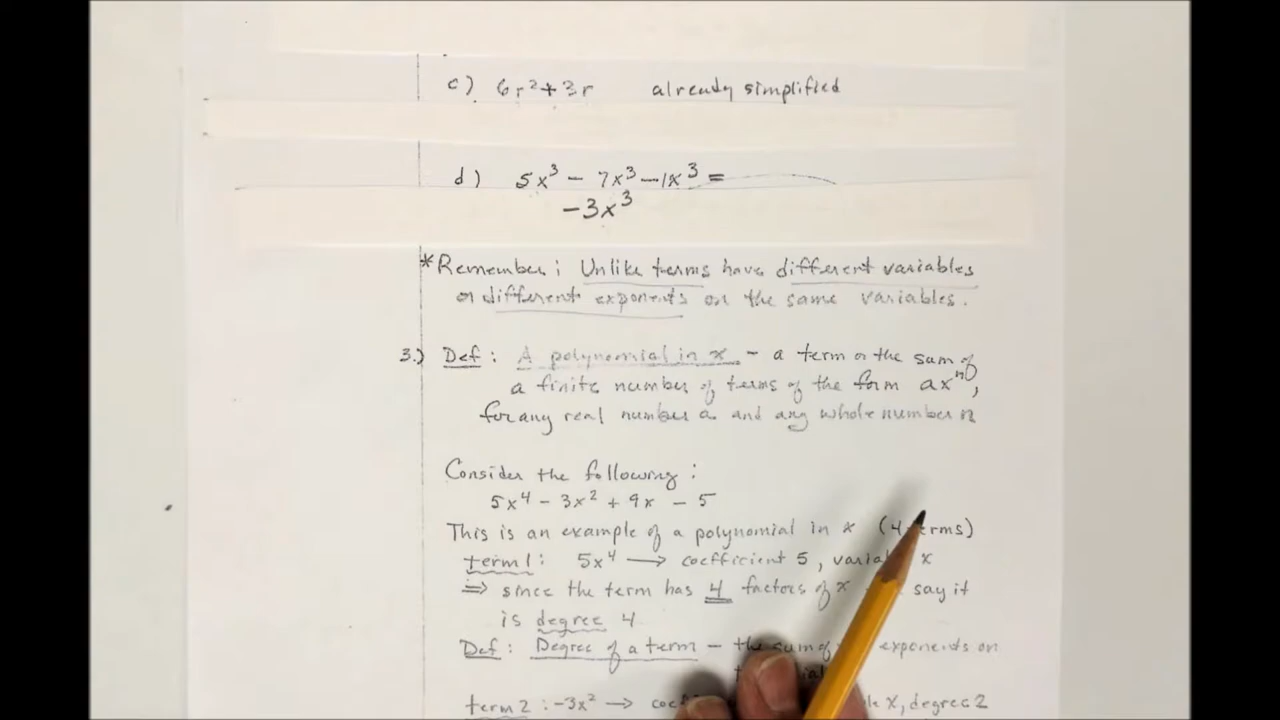 c) 6r² + 3r already simplified
d) 5x³ - 7x³ - 1x³ =
-3x³
*Remember: Unlike terms have different variables
or different exponents on the same variables.
3.) Def: A polynomial in x - a term or the sum of
a finite number of terms of the form axⁿ,
for any real number a and any whole number n
Consider the following:
5x⁴ - 3x² + 9x - 5
This is an example of a polynomial in x (4 terms)
term 1: 5x⁴ → coefficient 5, x
⇒ since the term has 4 factors of x say it
is degree 4
Def: Degree of a term - the sum of exponents on
term 2: -3x² → x, degree 2